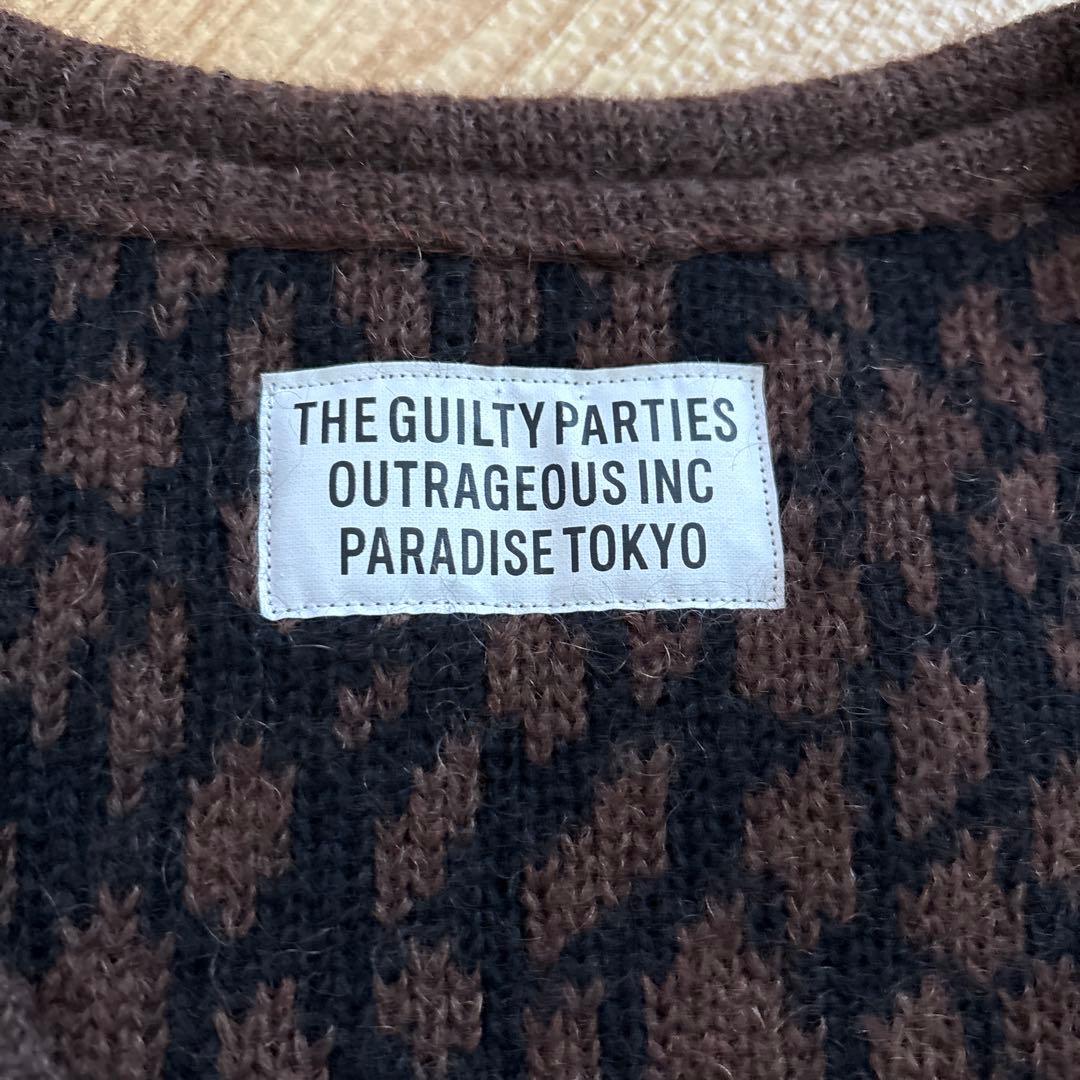 THE GUILTY PARTIES
OUTRAGEOUS INC
PARADISE TOKYO